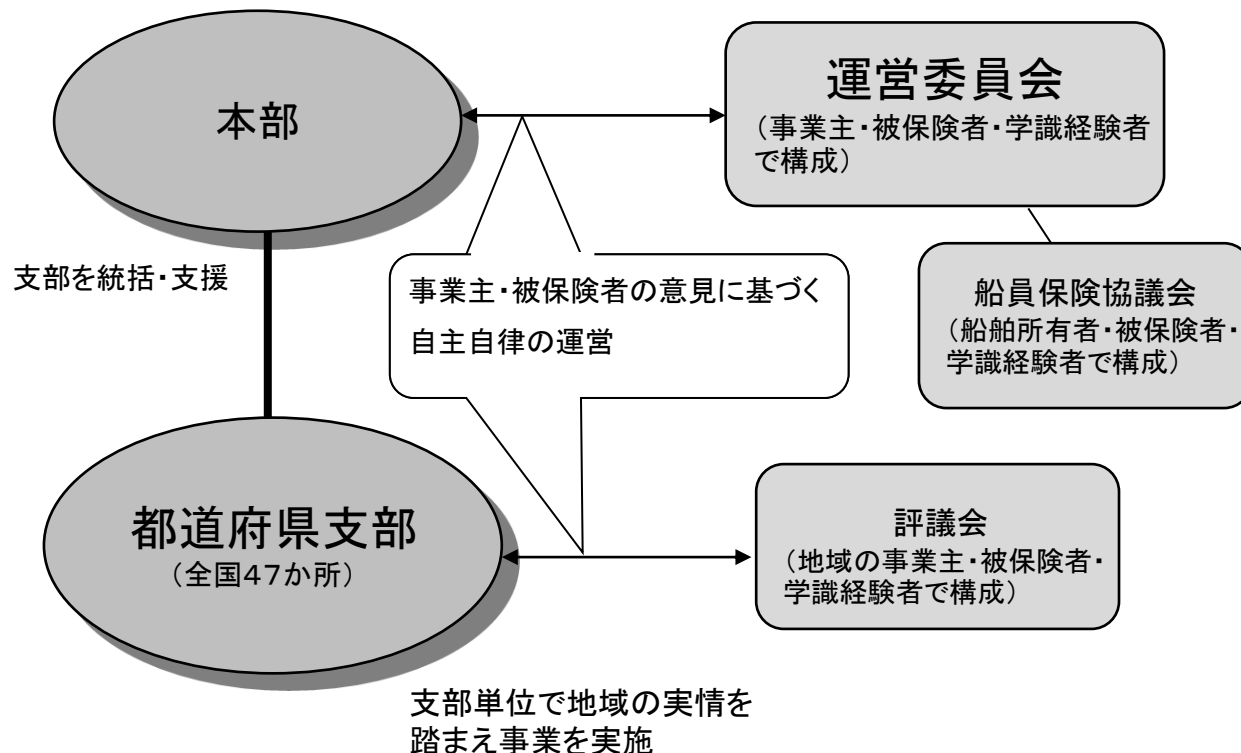 本部
運営委員会
（事業主・被保険者・学識経験者
で構成）
支部を統括・支援
事業主・被保険者の意見に基づく
自主自律の運営
船員保険協議会
（船舶所有者・被保険者・
学識経験者で構成）
都道府県支部
（全国４７か所）
評議会
（地域の事業主・被保険者・
学識経験者で構成）
支部単位で地域の実情を
踏まえ事業を実施